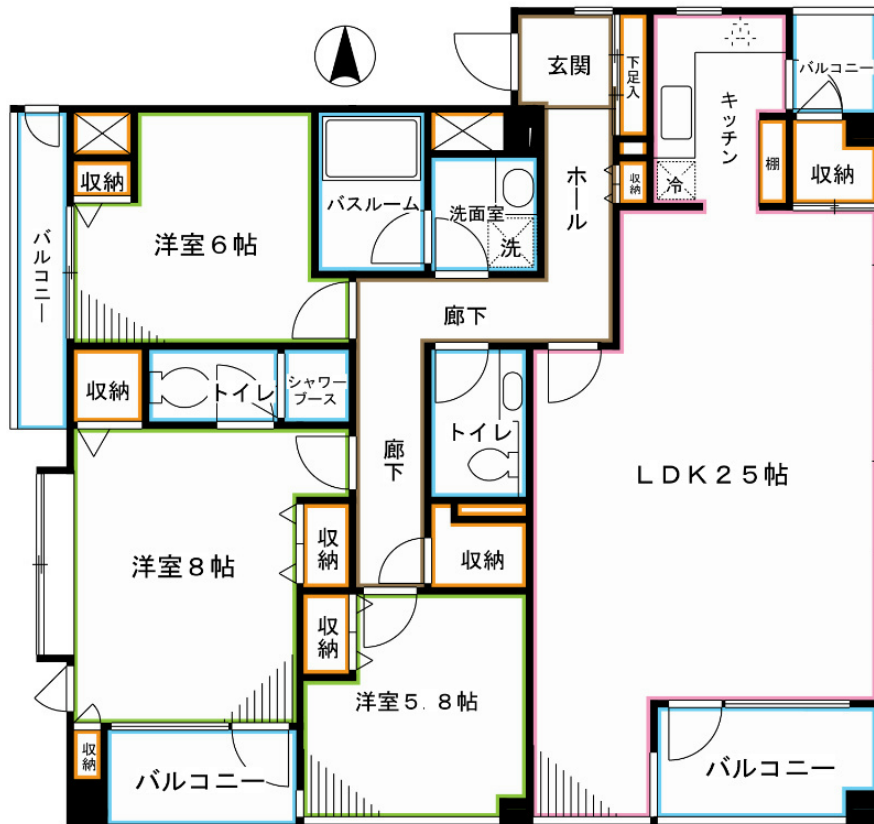 玄関
下足入
キッチン
バルコニー
収納
棚
収納
冷
ホール
収納
バルコニー
洋室6帖
バスルーム
洗面室
洗
廊下
収納
トイレ
シャワー
ブース
廊下
トイレ
LDK25帖
洋室8帖
収納
収納
収納
洋室5.8帖
収納
バルコニー
バルコニー